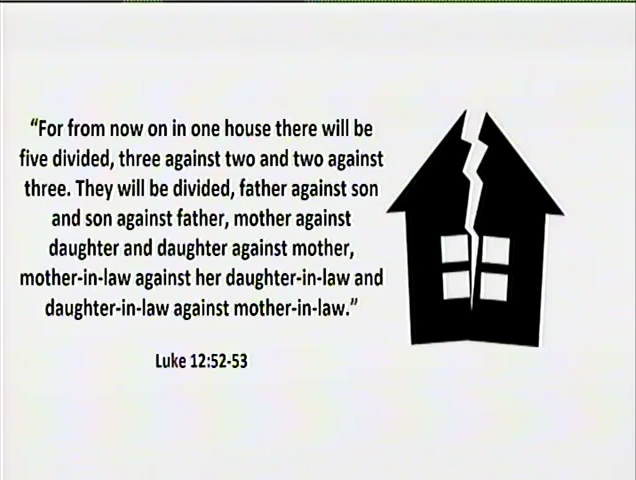 “For from now on in one house there will be
five divided, three against two and two against
three. They will be divided, father against son
and son against father, mother against
daughter and daughter against mother,
mother-in-law against her daughter-in-law and
daughter-in-law against mother-in-law.”
Luke 12:52-53